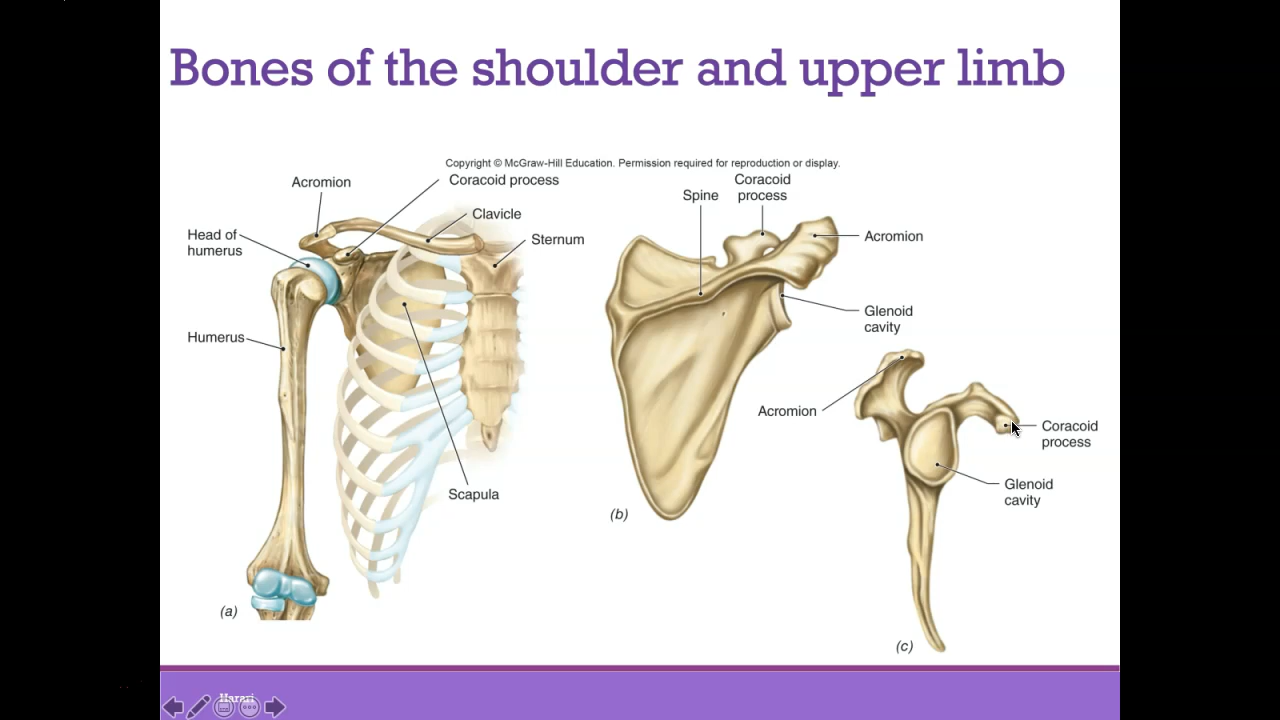 Bones of the shoulder and upper limb
Copyright © McGraw-Hill Education. Permission required for reproduction or display.
Acromion
Coracoid process
Clavicle
Head of
humerus
Sternum
Humerus
Scapula
(a)
Spine
Coracoid
process
Acromion
Glenoid
cavity
(b)
Acromion
Coracoid
process
Glenoid
cavity
(c)
Harari